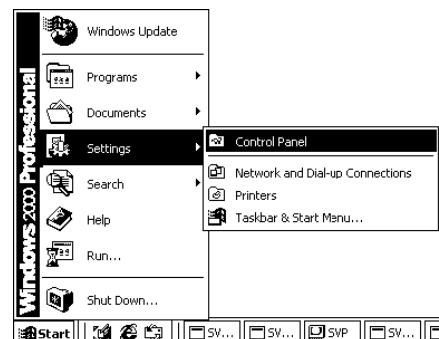 Windows 2000 Professional
Windows Update
Programs
Documents
Settings
Search
Help
Run...
Shut Down...
Control Panel
Network and Dial-up Connections
Printers
Taskbar & Start Menu...
Start
SV...
SV...
SVP
SV...